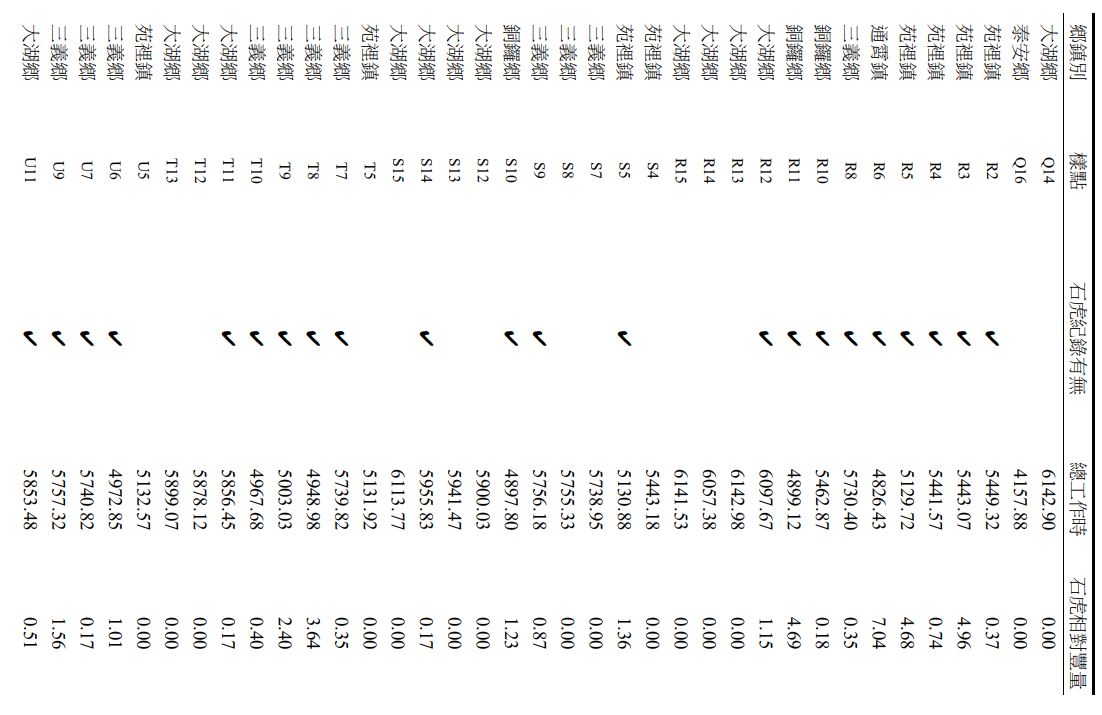 鄉鎮別 樣點 石虎紀錄有無 總工作時 石虎相對豐量
大湖鄉 Q14 6142.90 0.00
泰安鄉 Q16 4157.88 0.00
苑裡鎮 R2 ✔ 5449.32 0.37
苑裡鎮 R3 ✔ 5443.07 4.96
苑裡鎮 R4 ✔ 5441.57 0.74
苑裡鎮 R5 ✔ 5129.72 4.68
通霄鎮 R6 ✔ 4826.43 7.04
三義鄉 R8 ✔ 5730.40 0.35
銅鑼鄉 R10 ✔ 5462.87 0.18
銅鑼鄉 R11 ✔ 4899.12 4.69
大湖鄉 R12 ✔ 6097.67 1.15
大湖鄉 R13 6142.98 0.00
大湖鄉 R14 6057.38 0.00
大湖鄉 R15 6141.53 0.00
苑裡鎮 S4 5443.18 0.00
苑裡鎮 S5 ✔ 5130.88 1.36
三義鄉 S7 5738.95 0.00
三義鄉 S8 5755.33 0.00
三義鄉 S9 ✔ 5756.18 0.87
銅鑼鄉 S10 ✔ 4897.80 1.23
大湖鄉 S12 5900.03 0.00
大湖鄉 S13 5941.47 0.00
大湖鄉 S14 ✔ 5955.83 0.17
大湖鄉 S15 6113.77 0.00
苑裡鎮 T5 5131.92 0.00
三義鄉 T7 ✔ 5739.82 0.35
三義鄉 T8 ✔ 4948.98 3.64
三義鄉 T9 ✔ 5003.03 2.40
三義鄉 T10 ✔ 4967.68 0.40
大湖鄉 T11 ✔ 5856.45 0.17
大湖鄉 T12 5878.12 0.00
大湖鄉 T13 5899.07 0.00
苑裡鎮 U5 5132.57 0.00
三義鄉 U6 ✔ 4972.85 1.01
三義鄉 U7 ✔ 5740.82 0.17
三義鄉 U9 ✔ 5757.32 1.56
大湖鄉 U11 ✔ 5853.48 0.51